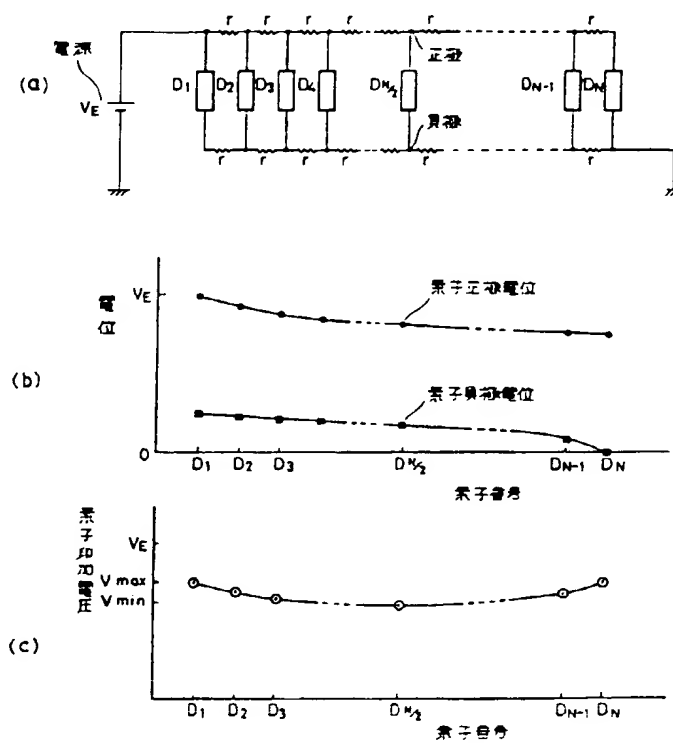 r r r r r r
電源
(a)
VE
D1 D2 D3 D4 DN/2 DN-1 DN
正極
負極
r r r r r r
VE
電位
素子正極電位
(b)
素子負極電位
0
D1 D2 D3 DN/2 DN-1 DN
素子番号
素子印加電圧
VE
Vmax
Vmin
(c)
D1 D2 D3 DN/2 DN-1 DN
素子番号